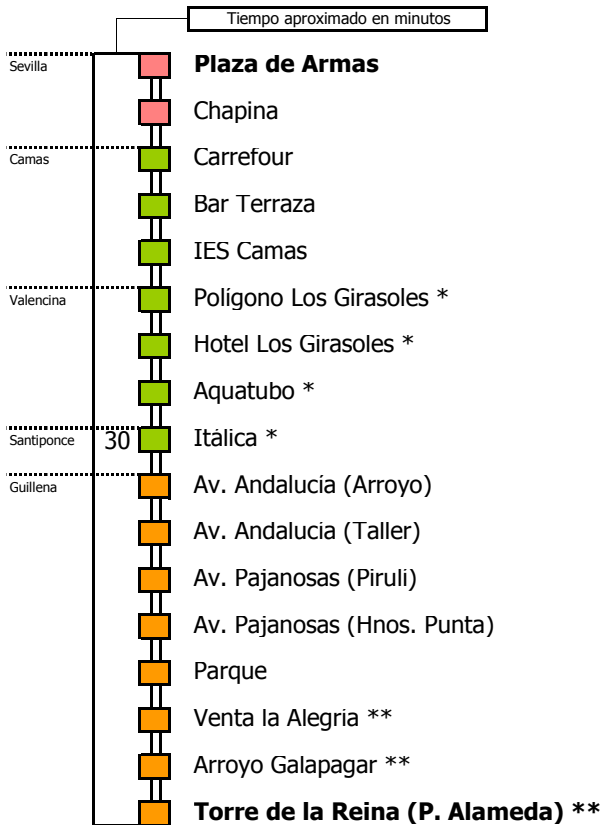 Tiempo aproximado en minutos
Sevilla
Plaza de Armas
Chapina
Camas
Carrefour
Bar Terraza
IES Camas
Valencina
Polígono Los Girasoles *
Hotel Los Girasoles *
Aquatubo *
Santiponce
30
Itálica *
Guillena
Av. Andalucía (Arroyo)
Av. Andalucia (Taller)
Av. Pajanosas (Piruli)
Av. Pajanosas (Hnos. Punta)
Parque
Venta la Alegria **
Arroyo Galapagar **
Torre de la Reina (P. Alameda) **